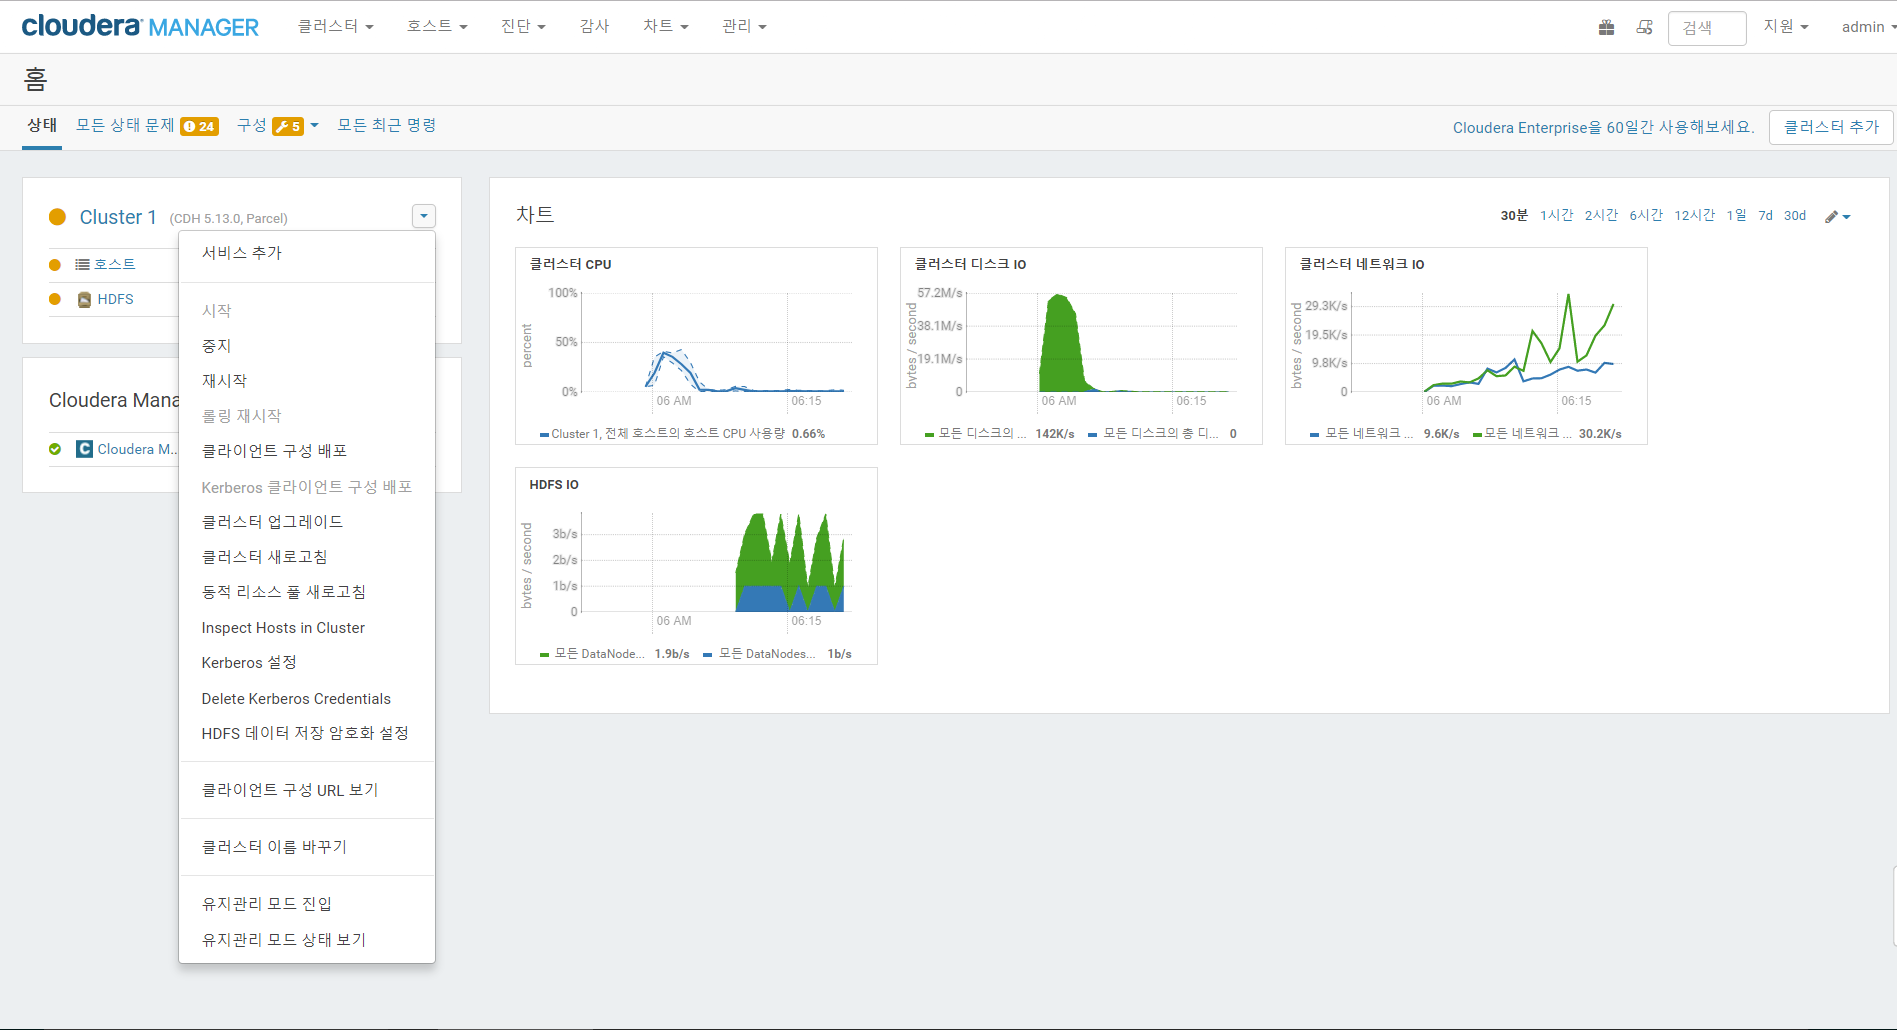 cloudera MANAGER 클러스터 호스트 진단 감사 차트 관리 검색 지원 admin
홈
상태 모든 상태 문제 24 구성 5 모든 최근 명령 Cloudera Enterprise을 60일간 사용해보세요. 클러스터 추가
Cluster 1 (CDH 5.13.0, Parcel)
호스트
HDFS
Cloudera Mana
Cloudera M...
서비스 추가
시작
중지
재시작
롤링 재시작
클라이언트 구성 배포
Kerberos 클라이언트 구성 배포
클러스터 업그레이드
클러스터 새로고침
동적 리소스 풀 새로고침
Inspect Hosts in Cluster
Kerberos 설정
Delete Kerberos Credentials
HDFS 데이터 저장 암호화 설정
클라이언트 구성 URL 보기
클러스터 이름 바꾸기
유지관리 모드 진입
유지관리 모드 상태 보기
차트 30분 1시간 2시간 6시간 12시간 1일 7d 30d
클러스터 CPU
percent
100%
50%
0%
06 AM 06:15
Cluster 1, 전체 호스트의 호스트 CPU 사용량 0.66%
클러스터 디스크 IO
bytes / second
57.2M/s
38.1M/s
19.1M/s
0
06 AM 06:15
모든 디스크의 ... 142K/s 모든 디스크의 총 디... 0
클러스터 네트워크 IO
bytes / second
29.3K/s
19.5K/s
9.8K/s
0
06 AM 06:15
모든 네트워크 ... 9.6K/s 모든 네트워크 ... 30.2K/s
HDFS IO
bytes / second
3b/s
2b/s
1b/s
0
06 AM 06:15
모든 DataNode... 1.9b/s 모든 DataNodes... 1b/s